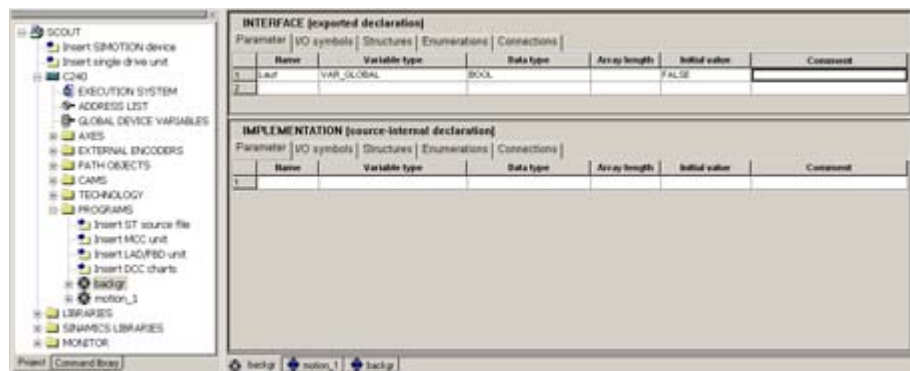 SCOUT
Insert SIMOTION device
Insert single drive unit
C240
EXECUTION SYSTEM
ADDRESS LIST
GLOBAL DEVICE VARIABLES
AXES
EXTERNAL ENCODERS
PATH OBJECTS
CAMS
TECHNOLOGY
PROGRAMS
Insert ST source file
Insert MCC unit
Insert LAD/FBD unit
Insert DCC charts
backgr
motion_1
LIBRARIES
SINAMICS LIBRARIES
MONITOR
Project Command library
INTERFACE (exported declaration)
Parameter I/O symbols Structures Enumerations Connections
Name Variable type Data type Array length Initial value Comment
1 Lauf VAR_GLOBAL BOOL FALSE
2
IMPLEMENTATION (source-internal declaration)
Parameter I/O symbols Structures Enumerations Connections
Name Variable type Data type Array length Initial value Comment
1
backgr motion_1 backgr